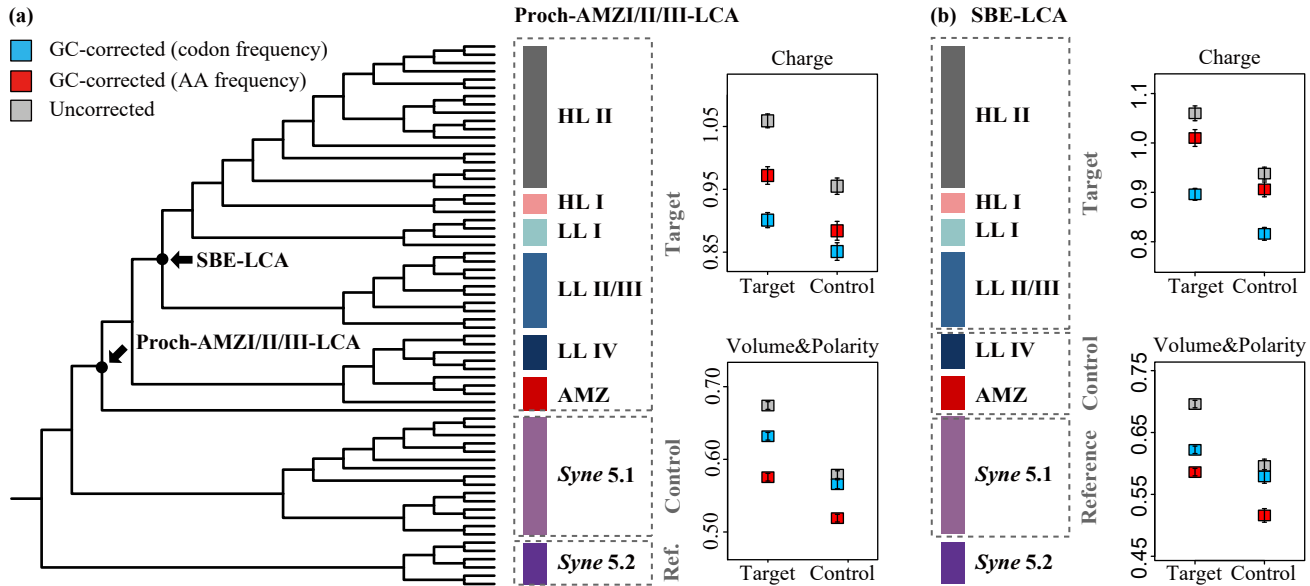 (a)
GC-corrected (codon frequency)
GC-corrected (AA frequency)
Uncorrected
SBE-LCA
Proch-AMZI/II/III-LCA
Proch-AMZI/II/III-LCA
HL II
HL I
LL I
LL II/III
LL IV
AMZ
Syne 5.1
Syne 5.2
Target
Control
Ref.
Charge
1.05
0.95
0.85
Target Control
Volume&Polarity
0.70
0.60
0.50
Target Control
(b) SBE-LCA
HL II
HL I
LL I
LL II/III
LL IV
AMZ
Syne 5.1
Syne 5.2
Target
Control
Reference
Charge
1.1
1.0
0.9
0.8
Target Control
Volume&Polarity
0.75
0.65
0.55
0.45
Target Control